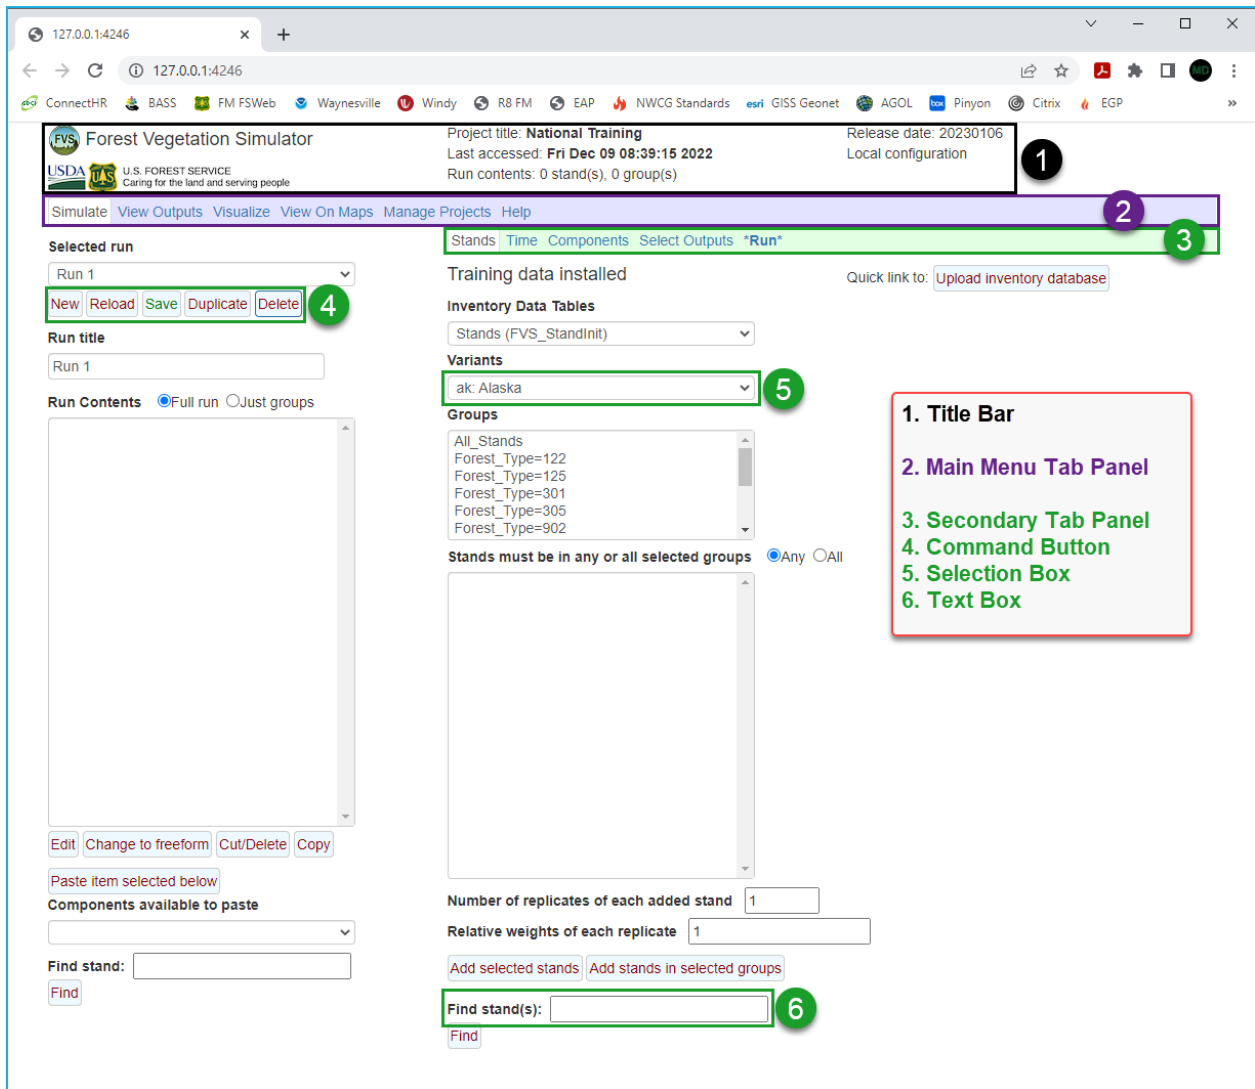 127.0.0.1:4246
127.0.0.1:4246
MD
ConnectHR BASS FM FSWeb Waynesville Windy R8 FM EAP NWCG Standards esri GISS Geonet AGOL box Pinyon Citrix EGP »
FVS Forest Vegetation Simulator
USDA UAS U.S. FOREST SERVICE
Caring for the land and serving people
Project title: National Training
Last accessed: Fri Dec 09 08:39:15 2022
Run contents: 0 stand(s), 0 group(s)
Release date: 20230106
Local configuration
1
Simulate View Outputs Visualize View On Maps Manage Projects Help
2
Stands Time Components Select Outputs *Run*
3
Selected run
Run 1
New Reload Save Duplicate Delete
4
Run title
Run 1
Run Contents Full run Just groups
Edit Change to freeform Cut/Delete Copy
Paste item selected below
Components available to paste
Find stand:
Find
Training data installed
Quick link to: Upload inventory database
Inventory Data Tables
Stands (FVS_StandInit)
Variants
ak: Alaska
5
Groups
All_Stands
Forest_Type=122
Forest_Type=125
Forest_Type=301
Forest_Type=305
Forest_Type=902
Stands must be in any or all selected groups Any All
Number of replicates of each added stand 1
Relative weights of each replicate 1
Add selected stands Add stands in selected groups
Find stand(s):
6
Find
1. Title Bar
2. Main Menu Tab Panel
3. Secondary Tab Panel
4. Command Button
5. Selection Box
6. Text Box